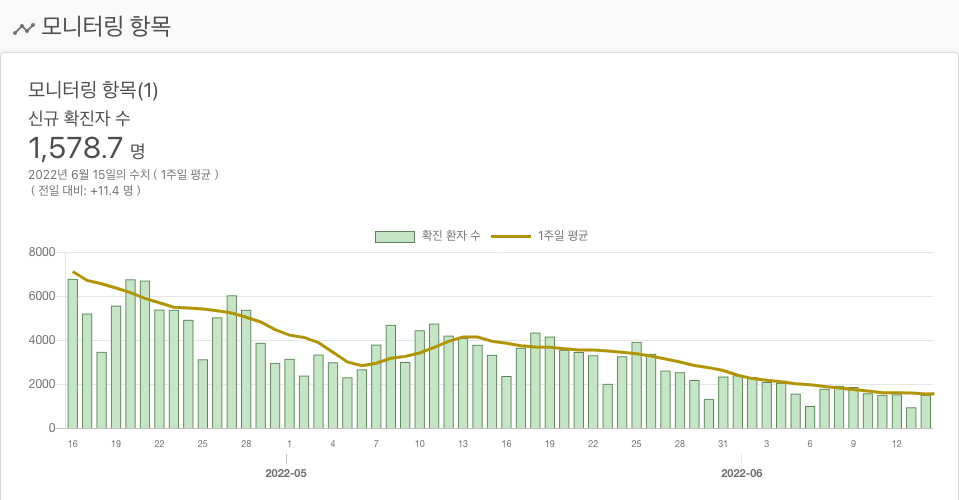 모니터링 항목
모니터링 항목(1)
신규 확진자 수
1,578.7 명
2022년 6월 15일의 수치 ( 1주일 평균 )
( 전일 대비: +11.4 명 )
확진 환자 수 1주일 평균
8000
6000
4000
2000
0
16 19 22 25 28 1 4 7 10 13 16 19 22 25 28 31 3 6 9 12
2022-05 2022-06